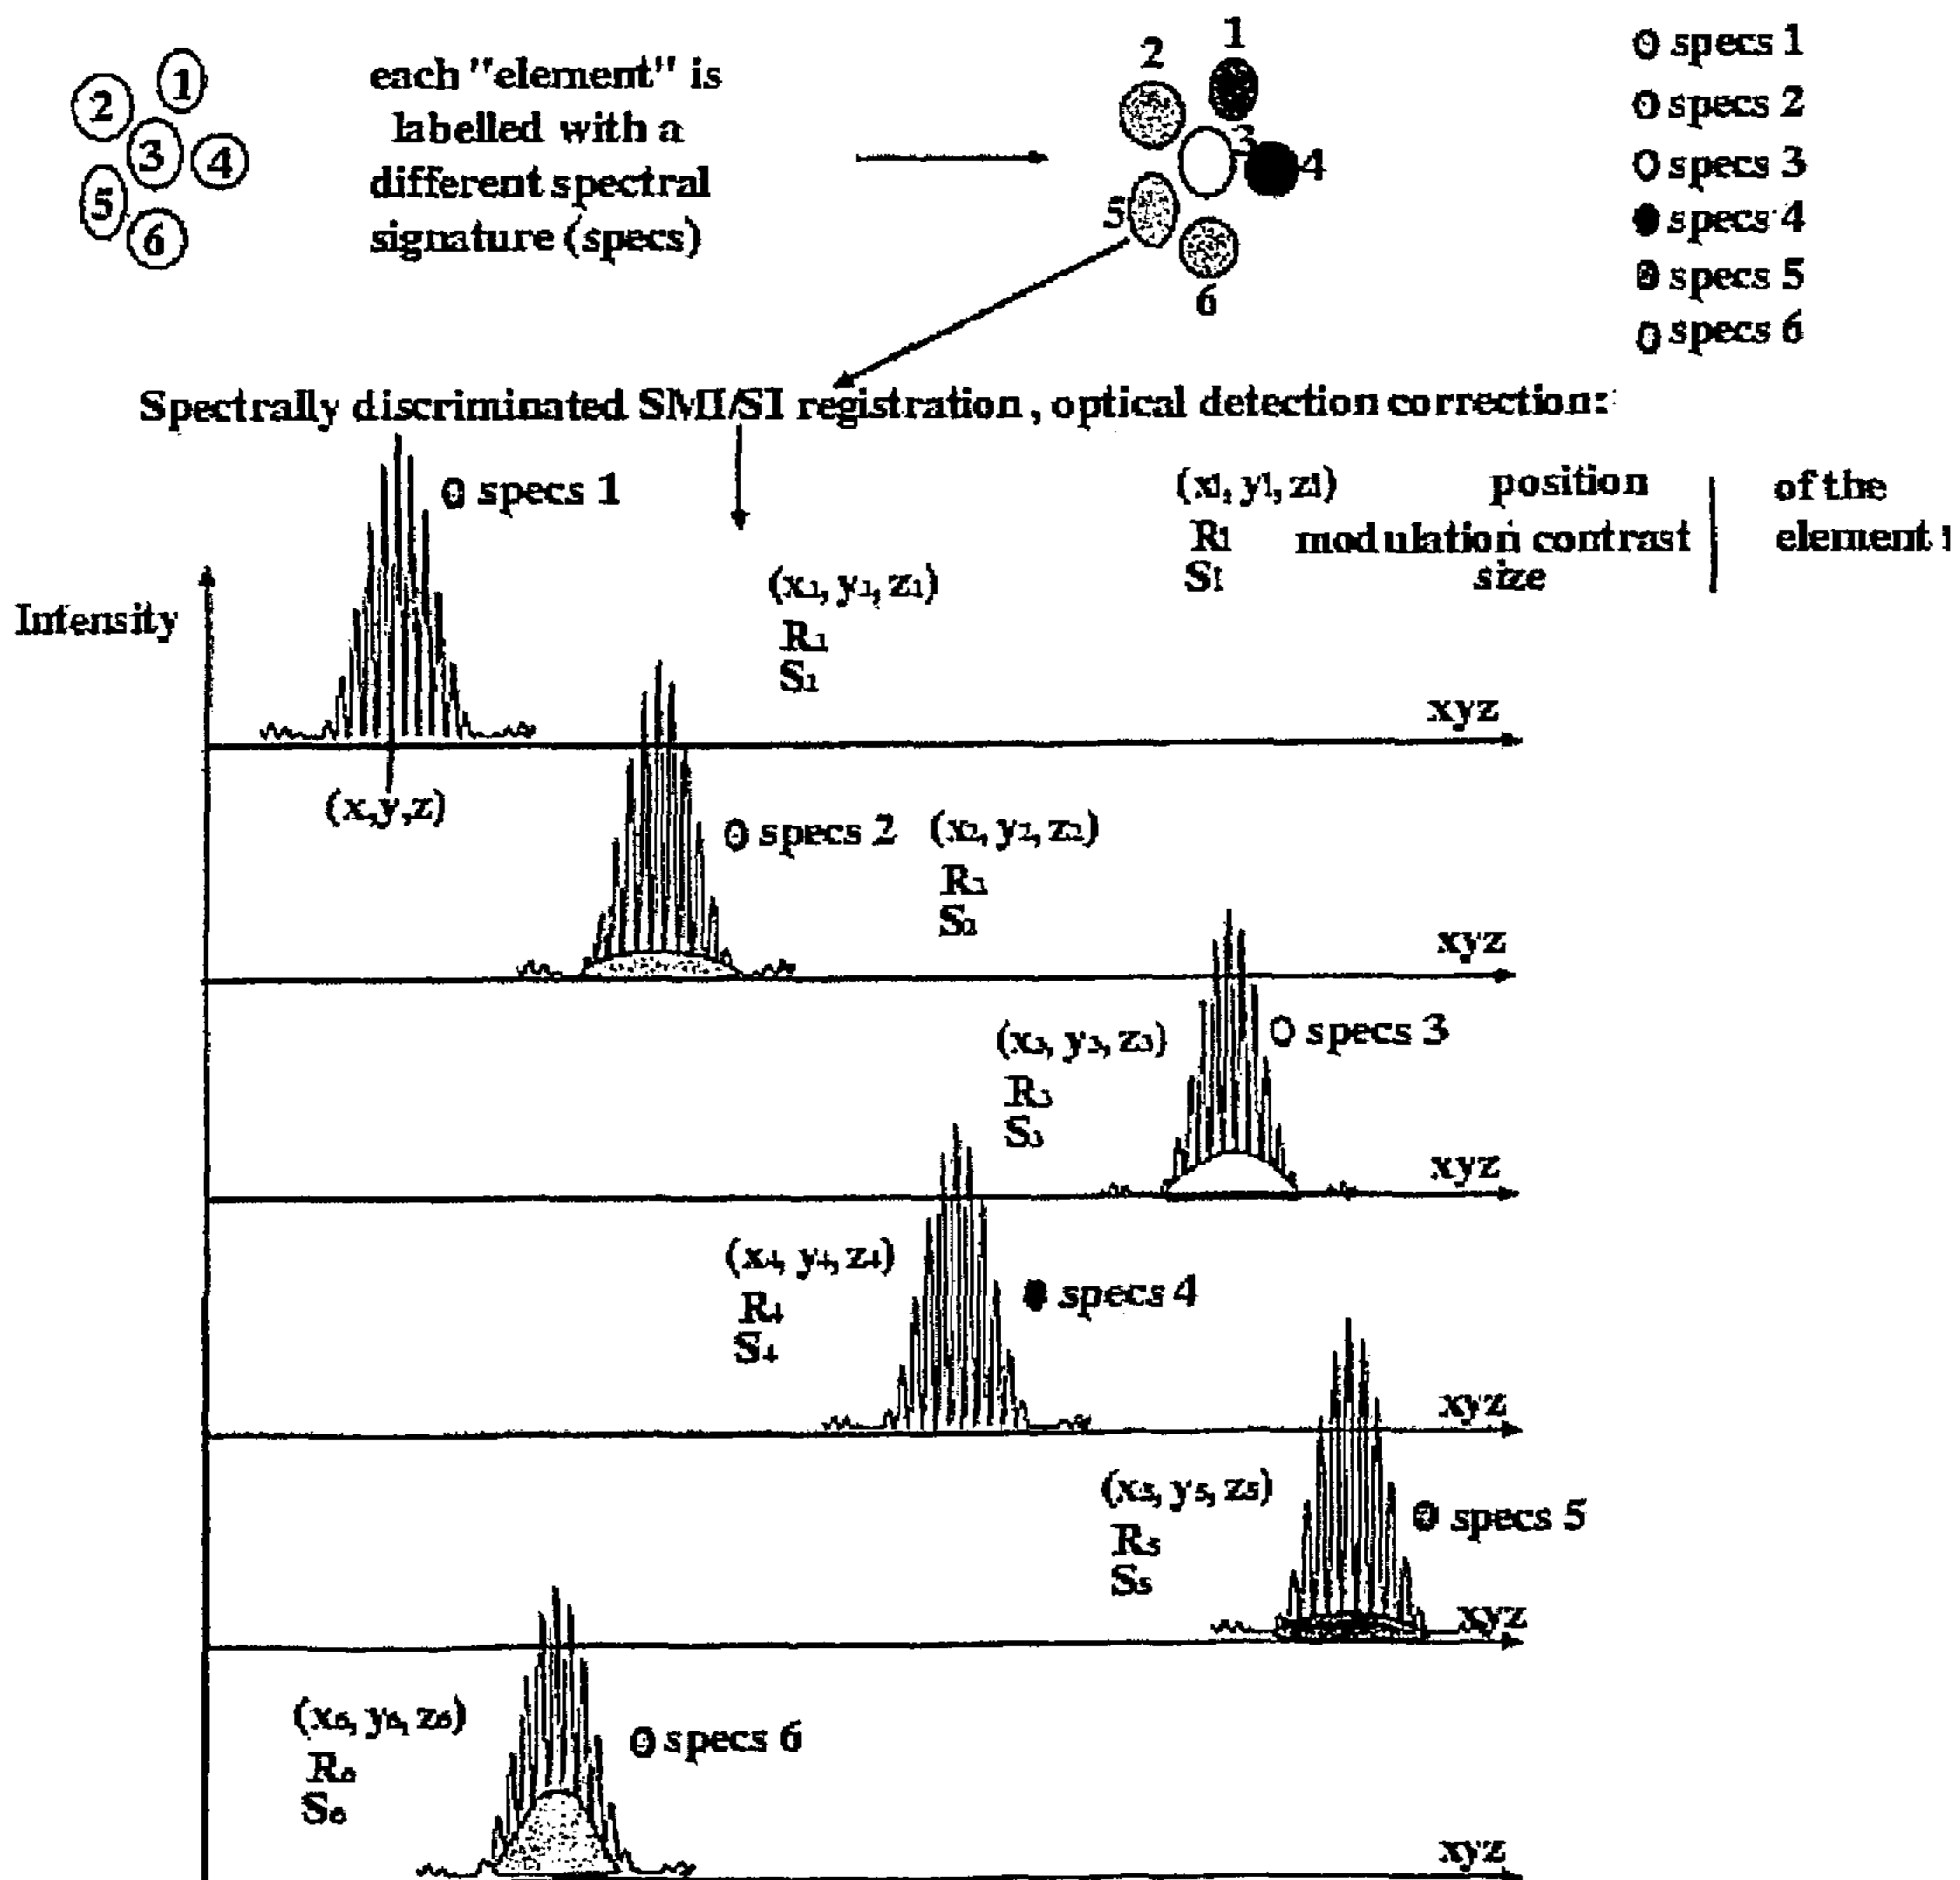 1
2
3
4
5
6
each "element" is
labelled with a
different spectral
signature (specs)
1
2
3
4
5
6
specs 1
specs 2
specs 3
specs 4
specs 5
specs 6
Spectrally discriminated SMI/SI registration, optical detection correction:
(x1, y1, z1) position of the
R1 modulation contrast element
S1 size
Intensity
specs 1
(x1, y1, z1)
R1
S1
xyz
(x,y,z)
specs 2 (x2, y2, z2)
R2
S2
xyz
(x3, y3, z3)
R3
S3
specs 3
xyz
(x4, y4, z4)
R4
S4
specs 4
xyz
(x5, y5, z5)
R5
S5
specs 5
xyz
(x6, y6, z6)
R6
S6
specs 6
xyz